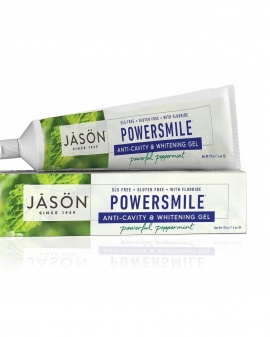 SLS FREE • GLUTEN FREE • WITH FLUORIDE
JĀSÖN
SINCE 1959
POWERSMILE
ANTI-CAVITY & WHITENING GEL
powerful peppermint
SLS FREE • GLUTEN FREE • WITH FLUORIDE
JĀSÖN
SINCE 1959
POWERSMILE
ANTI-CAVITY & WHITENING GEL
powerful peppermint